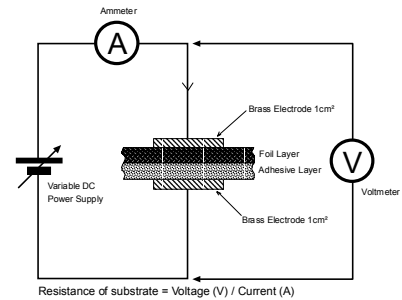 Ammeter
A
Brass Electrode 1cm²
Foil Layer
Adhesive Layer
V
Variable DC
Power Supply
Voltmeter
Brass Electrode 1cm²
Resistance of substrate = Voltage (V) / Current (A)